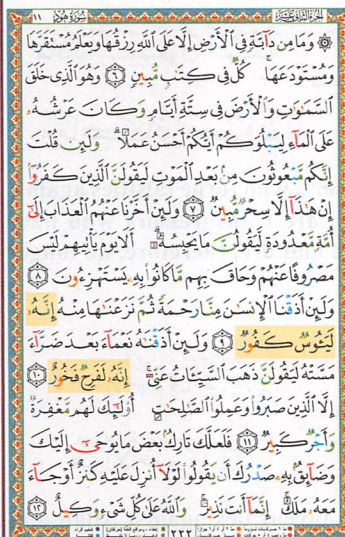 الجزء الثاني عشر سورة هود ١١
۞ وَمَا مِن دَآبَّةٍ فِي ٱلْأَرْضِ إِلَّا عَلَى ٱللَّهِ رِزْقُهَا وَيَعْلَمُ مُسْتَقَرَّهَا
وَمُسْتَوْدَعَهَاۚ كُلٌّ فِي كِتَٰبٍ مُّبِينٍ ٦ وَهُوَ ٱلَّذِي خَلَقَ
ٱلسَّمَٰوَٰتِ وَٱلْأَرْضَ فِي سِتَّةِ أَيَّامٍ وَكَانَ عَرْشُهُۥ
عَلَى ٱلْمَآءِ لِيَبْلُوَكُمْ أَيُّكُمْ أَحْسَنُ عَمَلًاۗ وَلَئِن قُلْتَ
إِنَّكُم مَّبْعُوثُونَ مِنۢ بَعْدِ ٱلْمَوْتِ لَيَقُولَنَّ ٱلَّذِينَ كَفَرُوٓا۟
إِنْ هَٰذَآ إِلَّا سِحْرٌ مُّبِينٌ ٧ وَلَئِنْ أَخَّرْنَا عَنْهُمُ ٱلْعَذَابَ إِلَىٰٓ
أُمَّةٍ مَّعْدُودَةٍ لَّيَقُولُنَّ مَا يَحْبِسُهُۥٓۗ أَلَا يَوْمَ يَأْتِيهِمْ لَيْسَ
مَصْرُوفًا عَنْهُمْ وَحَاقَ بِهِم مَّا كَانُوا۟ بِهِۦ يَسْتَهْزِءُونَ ٨
وَلَئِنْ أَذَقْنَا ٱلْإِنسَٰنَ مِنَّا رَحْمَةً ثُمَّ نَزَعْنَٰهَا مِنْهُ إِنَّهُۥ
لَيَـُٔوسٌ كَفُورٌ ٩ وَلَئِنْ أَذَقْنَٰهُ نَعْمَآءَ بَعْدَ ضَرَّآءَ
مَسَّتْهُ لَيَقُولَنَّ ذَهَبَ ٱلسَّيِّـَٔاتُ عَنِّيٓۚ إِنَّهُۥ لَفَرِحٌ فَخُورٌ ١٠
إِلَّا ٱلَّذِينَ صَبَرُوا۟ وَعَمِلُوا۟ ٱلصَّٰلِحَٰتِ أُو۟لَٰٓئِكَ لَهُم مَّغْفِرَةٌ
وَأَجْرٌ كَبِيرٌ ١١ فَلَعَلَّكَ تَارِكٌۢ بَعْضَ مَا يُوحَىٰٓ إِلَيْكَ
وَضَآئِقٌۢ بِهِۦ صَدْرُكَ أَن يَقُولُوا۟ لَوْلَآ أُنزِلَ عَلَيْهِ كَنزٌ أَوْ جَآءَ
مَعَهُۥ مَلَكٌۚ إِنَّمَآ أَنتَ نَذِيرٌۚ وَٱللَّهُ عَلَىٰ كُلِّ شَيْءٍ وَكِيلٌ ١٢
٢٢٢